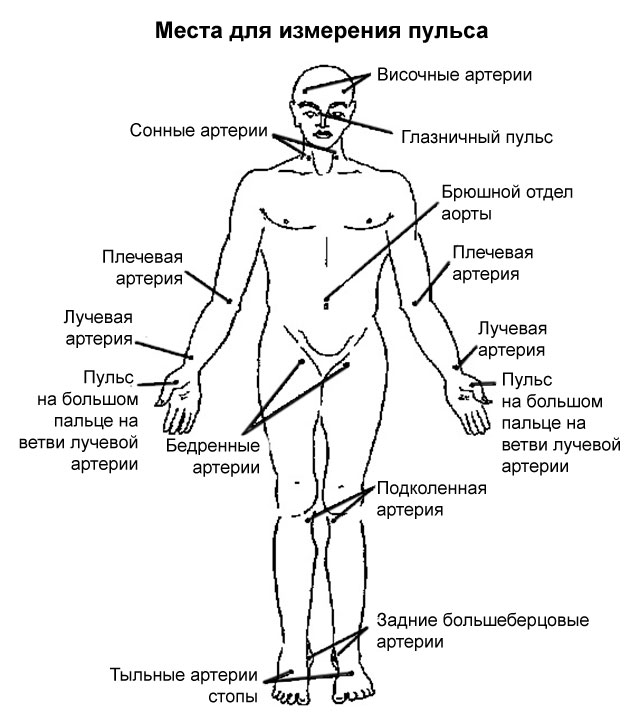 Места для измерения пульса
Височные артерии
Сонные артерии
Глазничный пульс
Брюшной отдел
аорты
Плечевая
артерия
Плечевая
артерия
Лучевая
артерия
Лучевая
артерия
Пульс
на большом
пальце на
ветви лучевой
артерии
Пульс
на большом
пальце на
ветви лучевой
артерии
Бедренные
артерии
Подколенная
артерия
Задние большеберцовые
артерии
Тыльные артерии
стопы